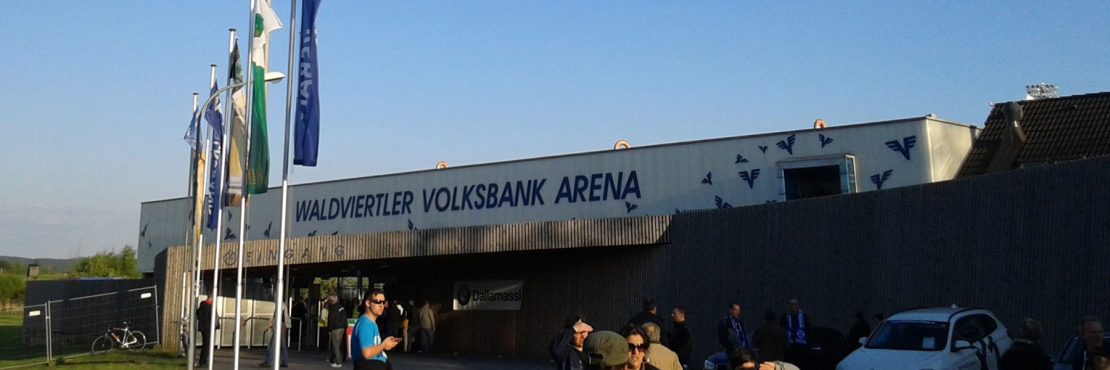 WALDVIERTLER VOLKSBANK ARENA
EINGANG
Dallamassl